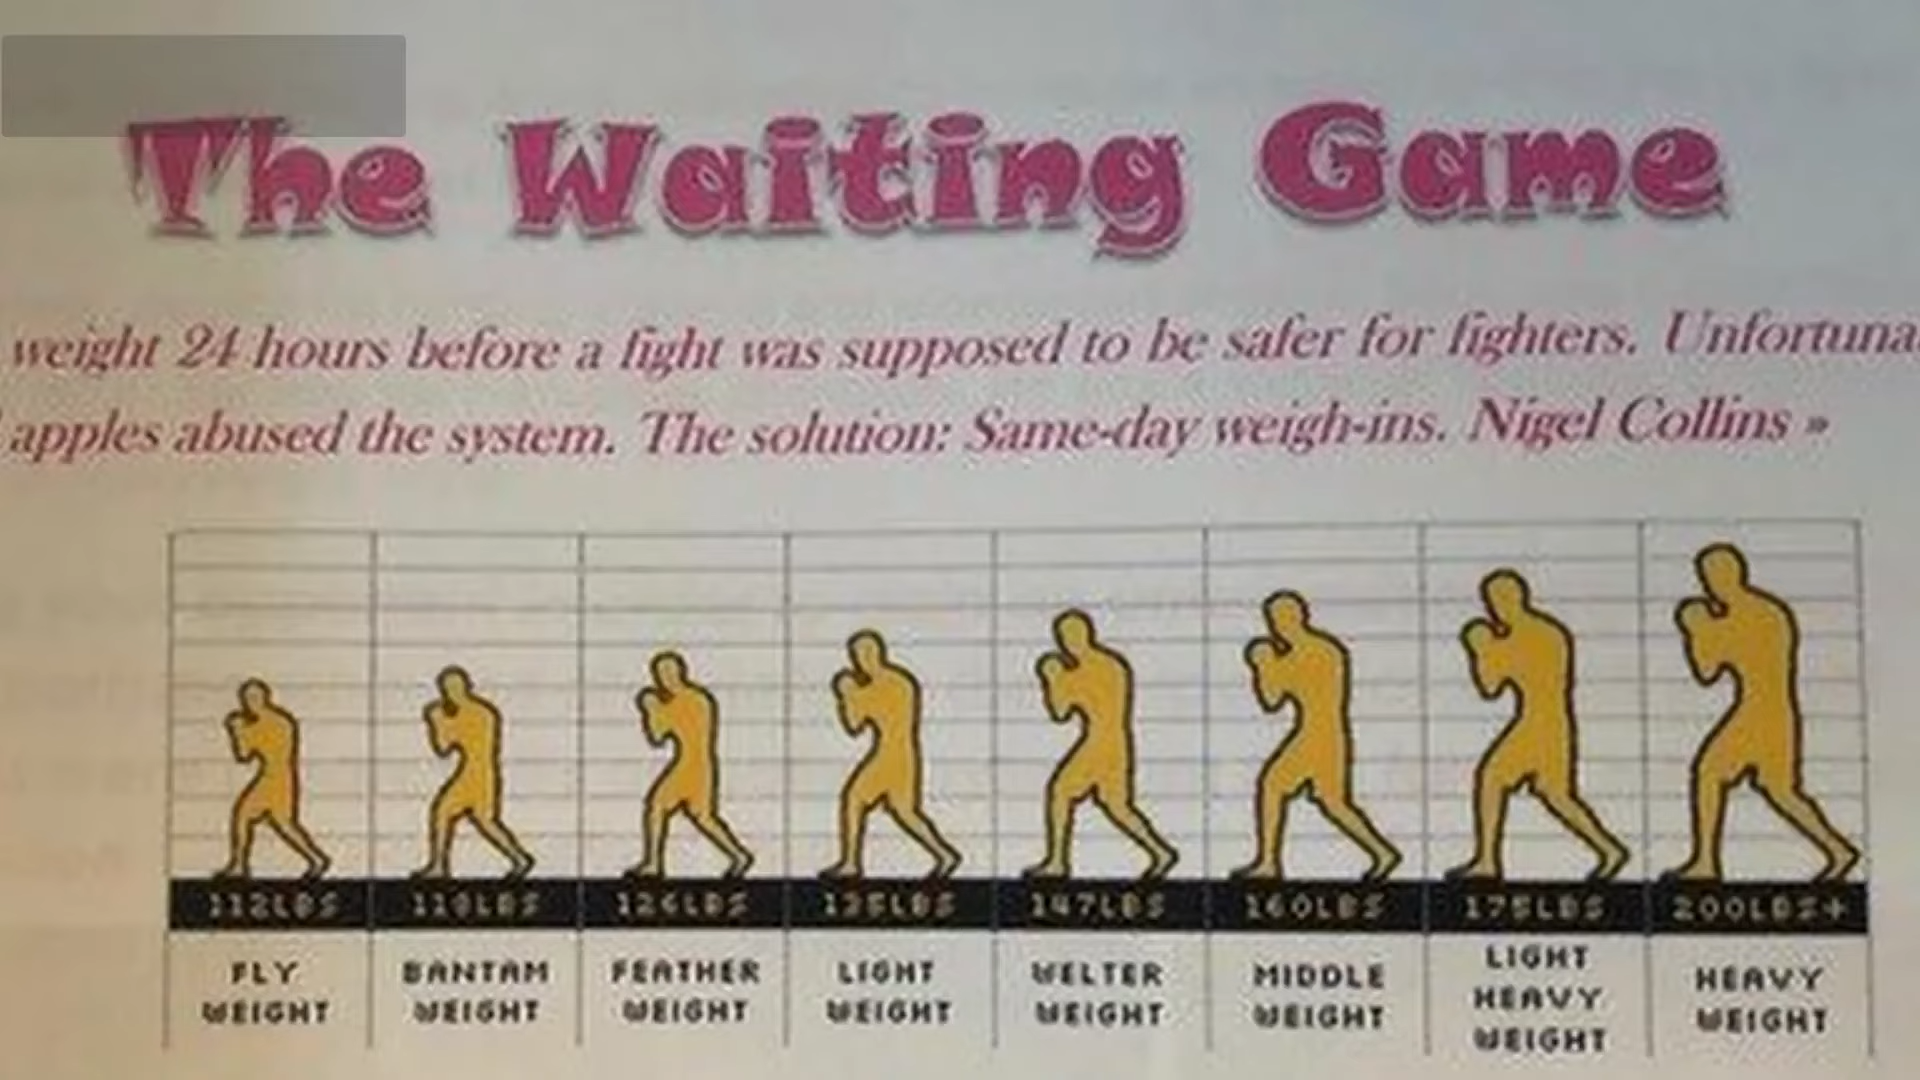 The Waiting Game
weight 24 hours before a fight was supposed to be safer for fighters. Unfortuna
apples abused the system. The solution: Same-day weigh-ins. Nigel Collins »
112LBS 118LBS 126LBS 135LBS 147LBS 160LBS 175LBS 200LBS+
FLY WEIGHT
BANTAM WEIGHT
FEATHER WEIGHT
LIGHT WEIGHT
WELTER WEIGHT
MIDDLE WEIGHT
LIGHT HEAVY WEIGHT
HEAVY WEIGHT